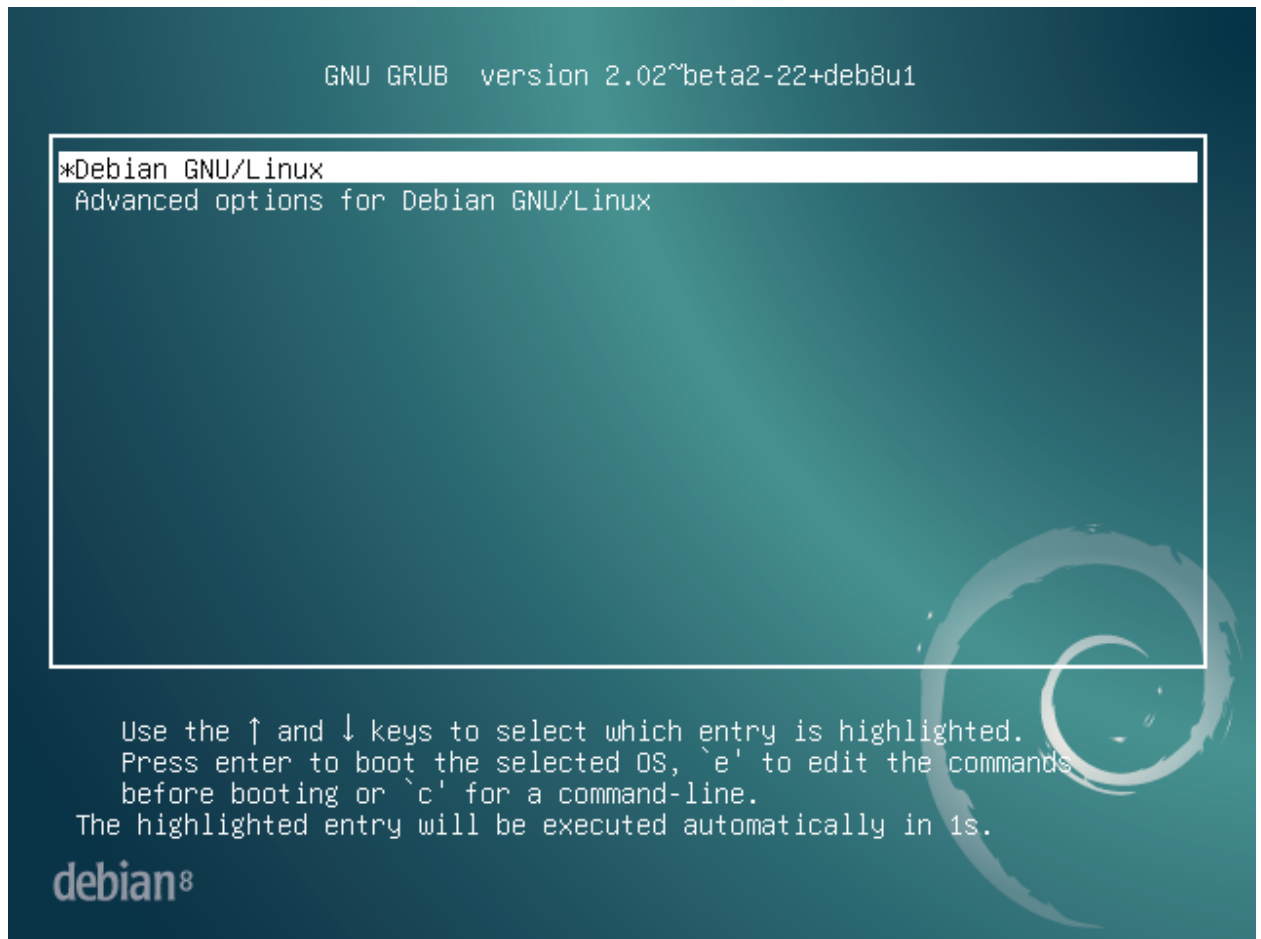 GNU GRUB  version 2.02~beta2-22+deb8u1
*Debian GNU/Linux
Advanced options for Debian GNU/Linux
Use the ↑ and ↓ keys to select which entry is highlighted.
Press enter to boot the selected OS, `e' to edit the commands
before booting or `c' for a command-line.
The highlighted entry will be executed automatically in 1s.
debian 8